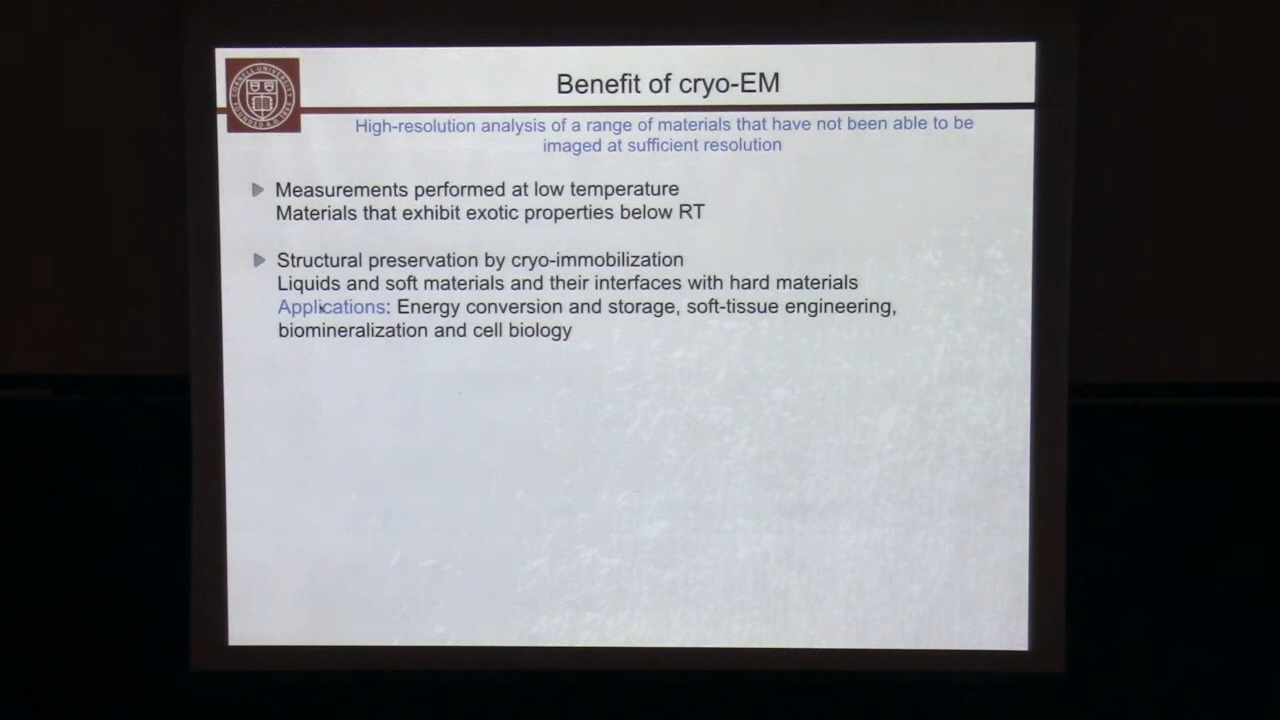 Benefit of cryo-EM
High-resolution analysis of a range of materials that have not been able to be
imaged at sufficient resolution
Measurements performed at low temperature
Materials that exhibit exotic properties below RT
Structural preservation by cryo-immobilization
Liquids and soft materials and their interfaces with hard materials
Applications: Energy conversion and storage, soft-tissue engineering,
biomineralization and cell biology